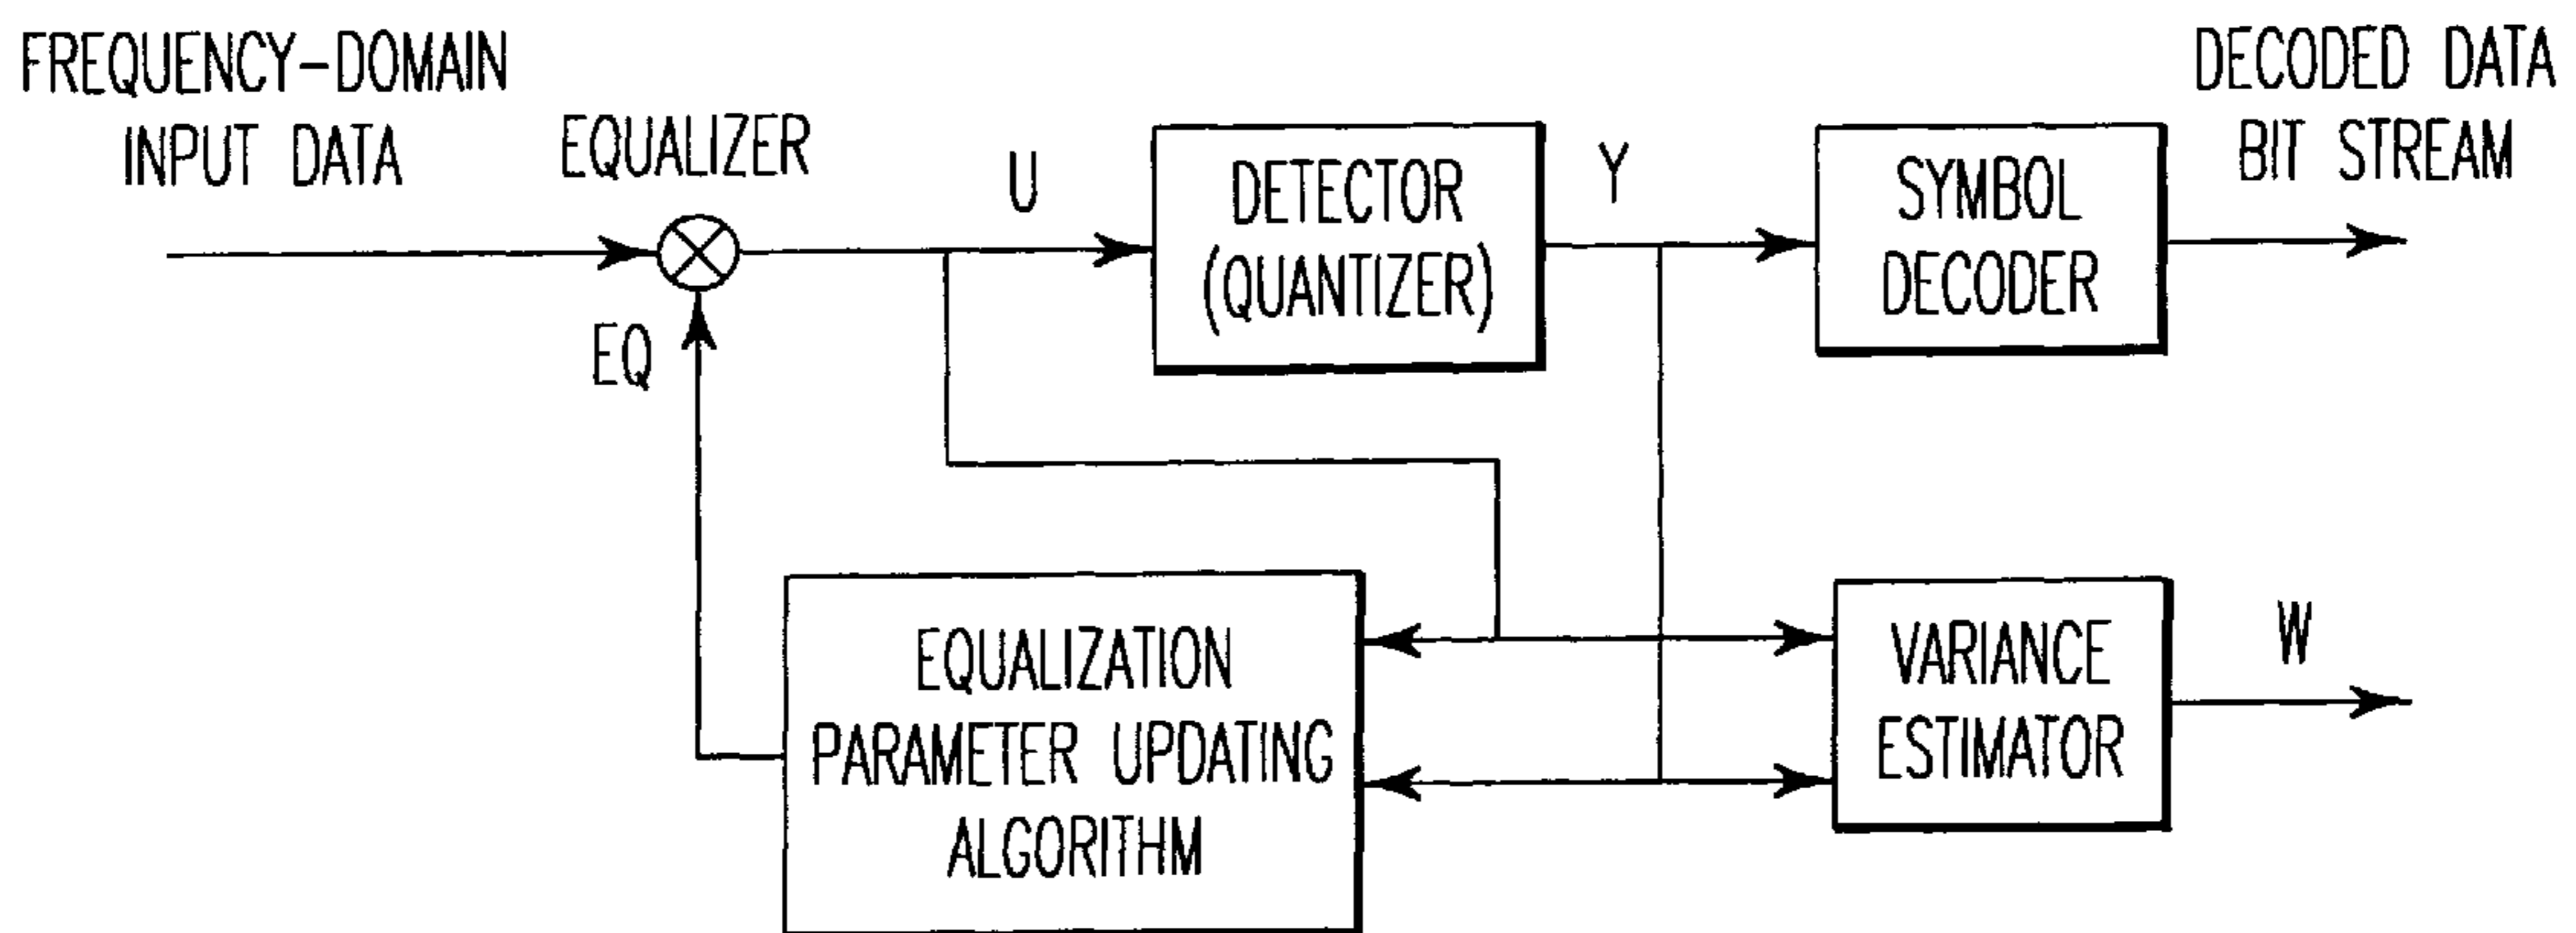 FREQUENCY-DOMAIN
INPUT DATA
EQUALIZER
U
DETECTOR
(QUANTIZER)
Y
SYMBOL
DECODER
DECODED DATA
BIT STREAM
EQ
EQUALIZATION
PARAMETER UPDATING
ALGORITHM
VARIANCE
ESTIMATOR
W